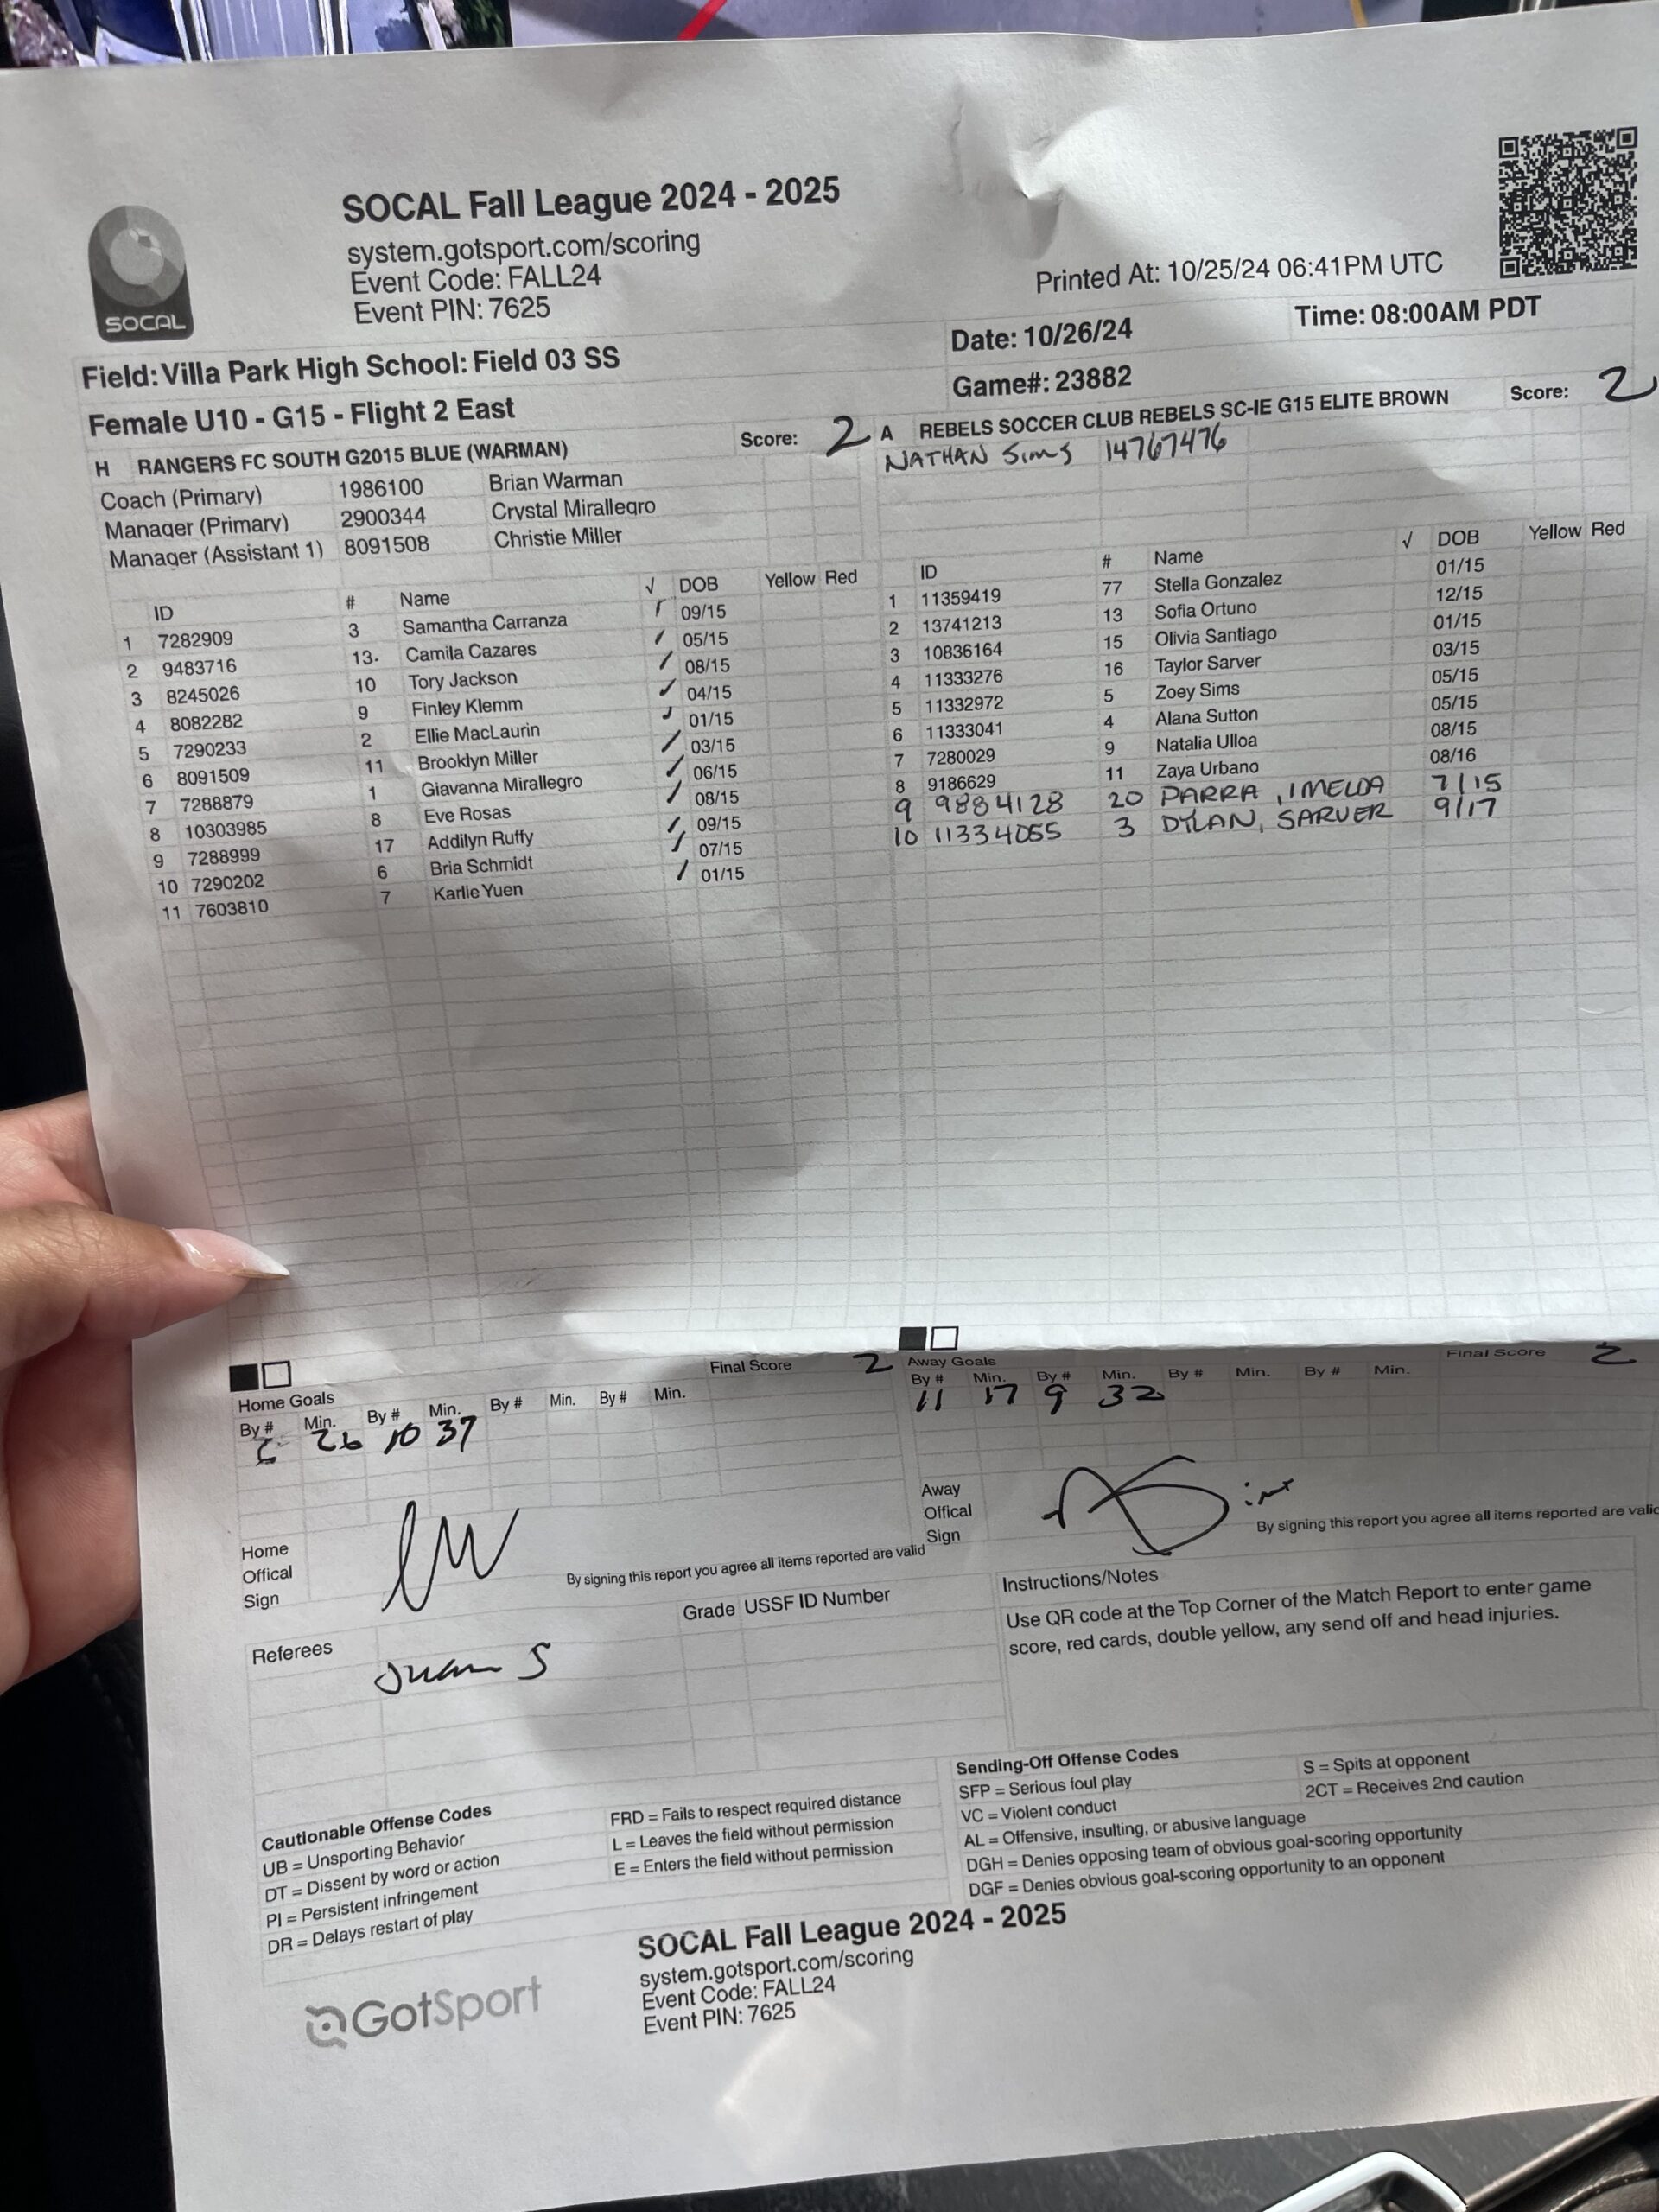 SOCAL
SOCAL Fall League 2024 - 2025
system.gotsport.com/scoring
Event Code: FALL24
Event PIN: 7625
Printed At: 10/25/24 06:41PM UTC
Field: Villa Park High School: Field 03 SS
Date: 10/26/24 Time: 08:00AM PDT
Female U10 - G15 - Flight 2 East
Game#: 23882
H RANGERS FC SOUTH G2015 BLUE (WARMAN) Score: 2
Coach (Primary) 1986100 Brian Warman
Manager (Primary) 2900344 Crystal Mirallegro
Manager (Assistant 1) 8091508 Christie Miller
ID # Name √ DOB Yellow Red
1 7282909 3 Samantha Carranza 09/15
2 9483716 13. Camila Cazares 05/15
3 8245026 10 Tory Jackson 08/15
4 8082282 9 Finley Klemm 04/15
5 7290233 2 Ellie MacLaurin 01/15
6 8091509 11 Brooklyn Miller 03/15
7 7288879 1 Giavanna Mirallegro 06/15
8 10303985 8 Eve Rosas 08/15
9 7288999 17 Addilyn Ruffy 09/15
10 7290202 6 Bria Schmidt 07/15
11 7603810 7 Karlie Yuen 01/15
A REBELS SOCCER CLUB REBELS SC-IE G15 ELITE BROWN Score: 2
NATHAN Sims 14767476
ID # Name √ DOB Yellow Red
1 11359419 77 Stella Gonzalez 01/15
2 13741213 13 Sofia Ortuno 12/15
3 10836164 15 Olivia Santiago 01/15
4 11333276 16 Taylor Sarver 03/15
5 11332972 5 Zoey Sims 05/15
6 11333041 4 Alana Sutton 05/15
7 7280029 9 Natalia Ulloa 08/15
8 9186629 11 Zaya Urbano 08/16
9 9884128 20 PARRA, IMELDA 7/15
10 11334055 3 DYLAN, SARVER 9/17
Home Goals Final Score 2
By # Min. By # Min. By # Min. By # Min.
26 10 37
Away Goals Final Score 2
By # Min. By # Min. By # Min. By # Min.
11 17 9 32
Home
Offical
Sign
By signing this report you agree all items reported are valid
Away
Offical
Sign
By signing this report you agree all items reported are valid
Referees Grade USSF ID Number
Juan S
Instructions/Notes
Use QR code at the Top Corner of the Match Report to enter game
score, red cards, double yellow, any send off and head injuries.
Cautionable Offense Codes
UB = Unsporting Behavior
DT = Dissent by word or action
PI = Persistent infringement
DR = Delays restart of play
FRD = Fails to respect required distance
L = Leaves the field without permission
E = Enters the field without permission
Sending-Off Offense Codes
SFP = Serious foul play
VC = Violent conduct
AL = Offensive, insulting, or abusive language
DGH = Denies opposing team of obvious goal-scoring opportunity
DGF = Denies obvious goal-scoring opportunity to an opponent
S = Spits at opponent
2CT = Receives 2nd caution
GotSport
SOCAL Fall League 2024 - 2025
system.gotsport.com/scoring
Event Code: FALL24
Event PIN: 7625